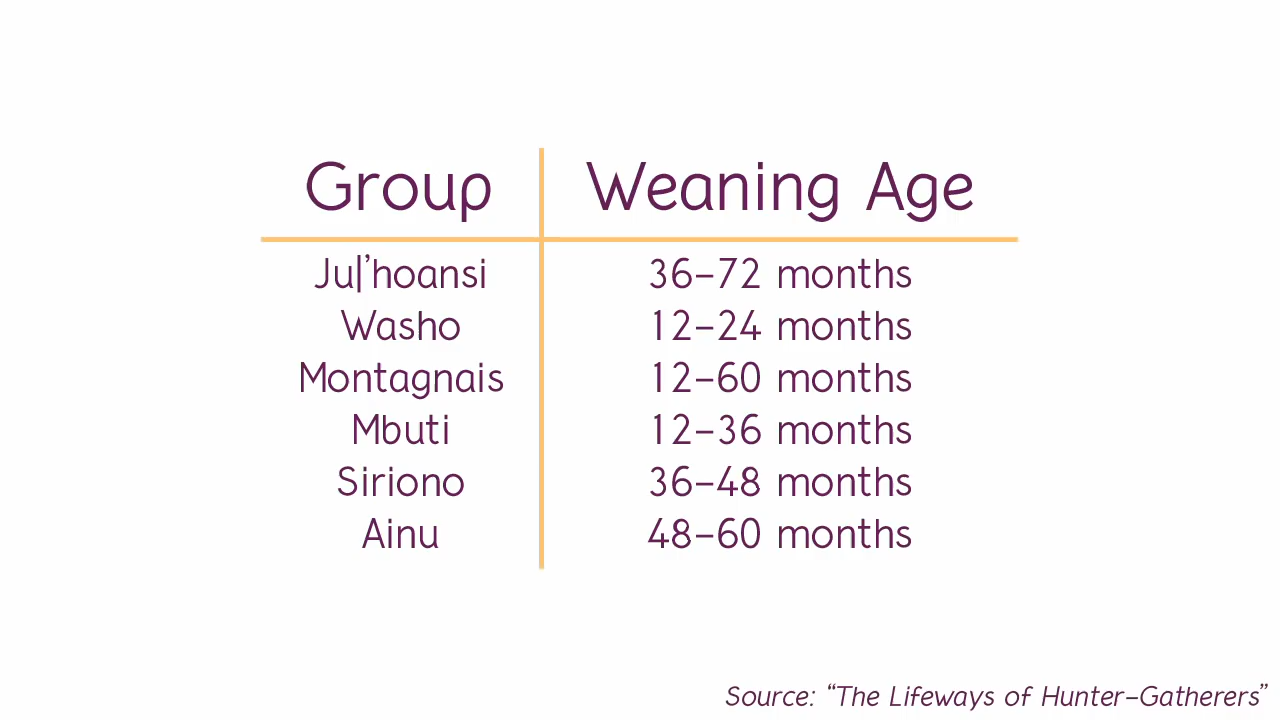 Group Weaning Age
Ju|’hoansi 36–72 months
Washo 12–24 months
Montagnais 12–60 months
Mbuti 12–36 months
Siriono 36–48 months
Ainu 48–60 months
Source: “The Lifeways of Hunter–Gatherers”